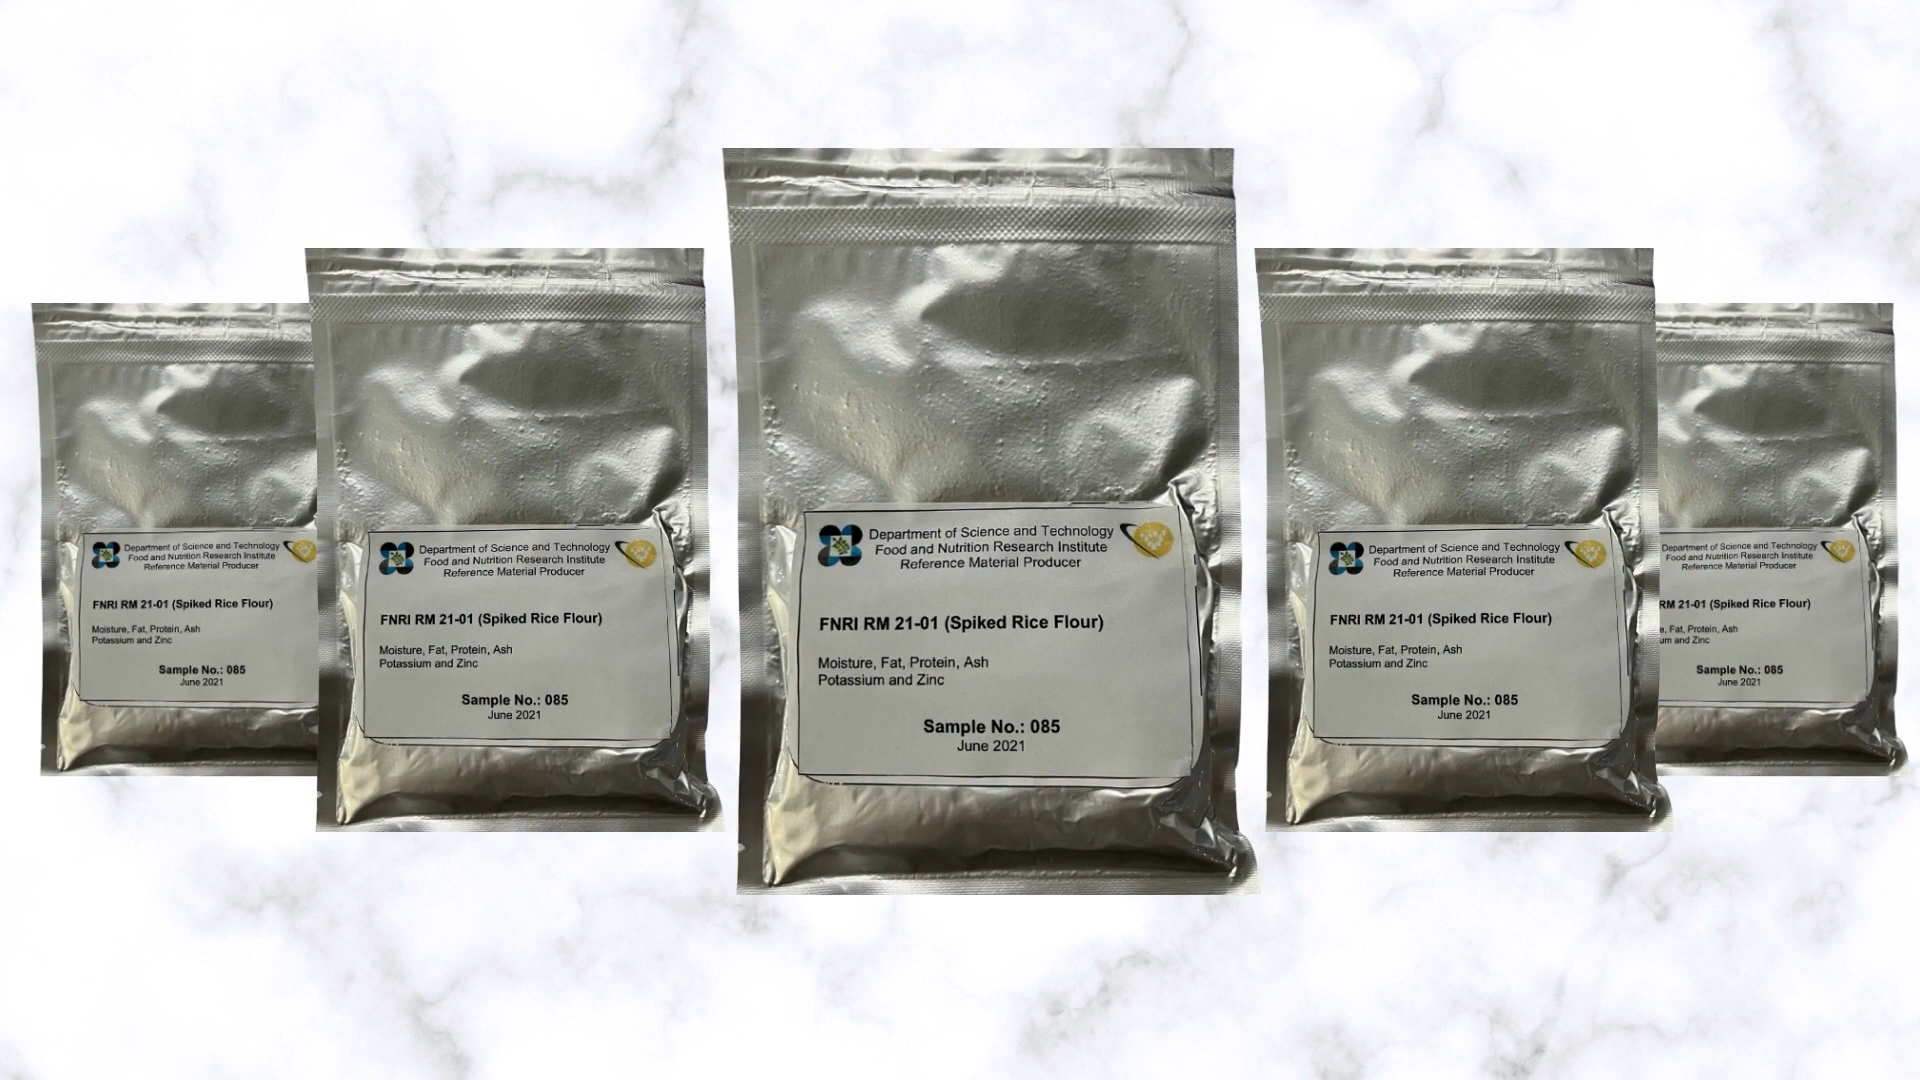 Department of Science and Technology
Food and Nutrition Research Institute
Reference Material Producer
FNRI RM 21-01 (Spiked Rice Flour)
Moisture, Fat, Protein, Ash
Potassium and Zinc
Sample No.: 085
June 2021
Department of Science and Technology
Food and Nutrition Research Institute
Reference Material Producer
FNRI RM 21-01 (Spiked Rice Flour)
Moisture, Fat, Protein, Ash
Potassium and Zinc
Sample No.: 085
June 2021
Department of Science and Technology
Food and Nutrition Research Institute
Reference Material Producer
FNRI RM 21-01 (Spiked Rice Flour)
Moisture, Fat, Protein, Ash
Potassium and Zinc
Sample No.: 085
June 2021
Department of Science and Technology
Food and Nutrition Research Institute
Reference Material Producer
FNRI RM 21-01 (Spiked Rice Flour)
Moisture, Fat, Protein, Ash
Potassium and Zinc
Sample No.: 085
June 2021
Department of Science and Technology
Food and Nutrition Research Institute
Reference Material Producer
RM 21-01 (Spiked Rice Flour)
Fat, Protein, Ash
and Zinc
Sample No.: 085
June 2021